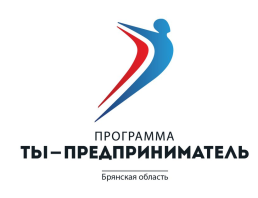 ПРОГРАММА
ТЫ – ПРЕДПРИНИМАТЕЛЬ
Брянская область